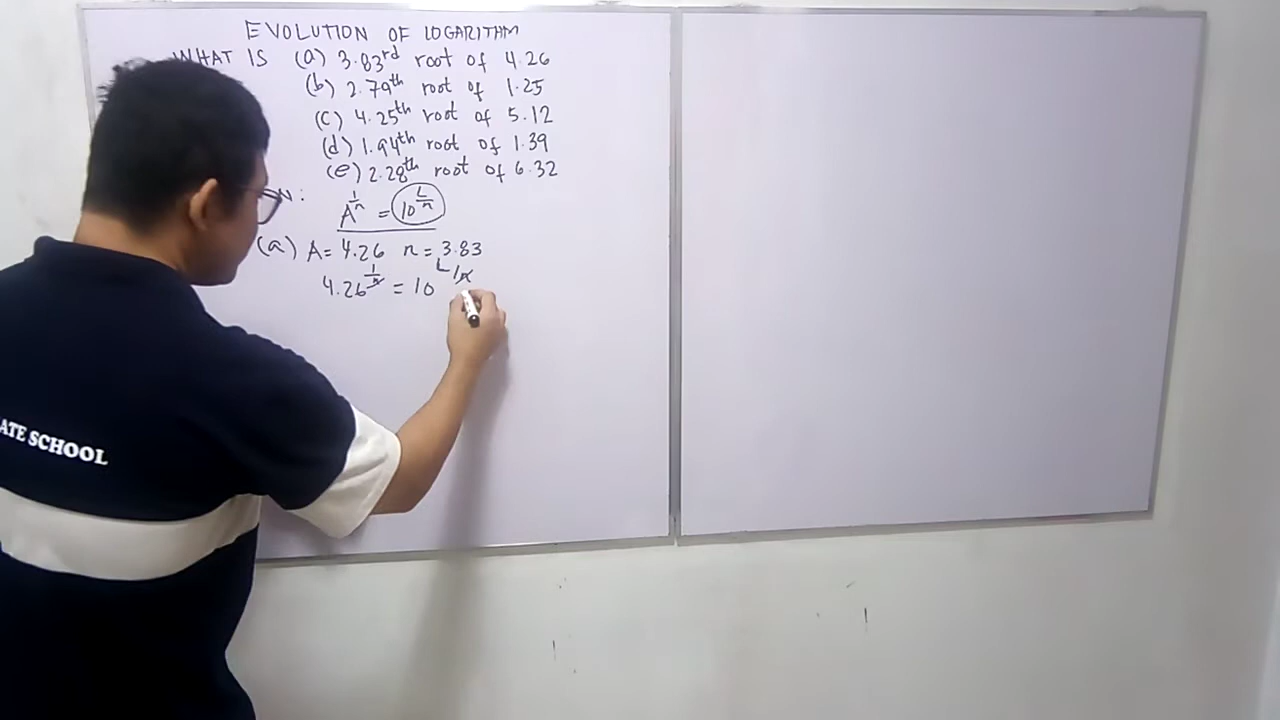 EVOLUTION OF LOGARITHM
WHAT IS (a) 3.83rd root of 4.26
(b) 2.79th root of 1.25
(c) 4.25th root of 5.12
(d) 1.94th root of 1.39
(e) 2.28th root of 6.32
N: A^(1/n) = 10^(L/n)
(a) A = 4.26 n = 3.83
4.26 = 10
ATE SCHOOL